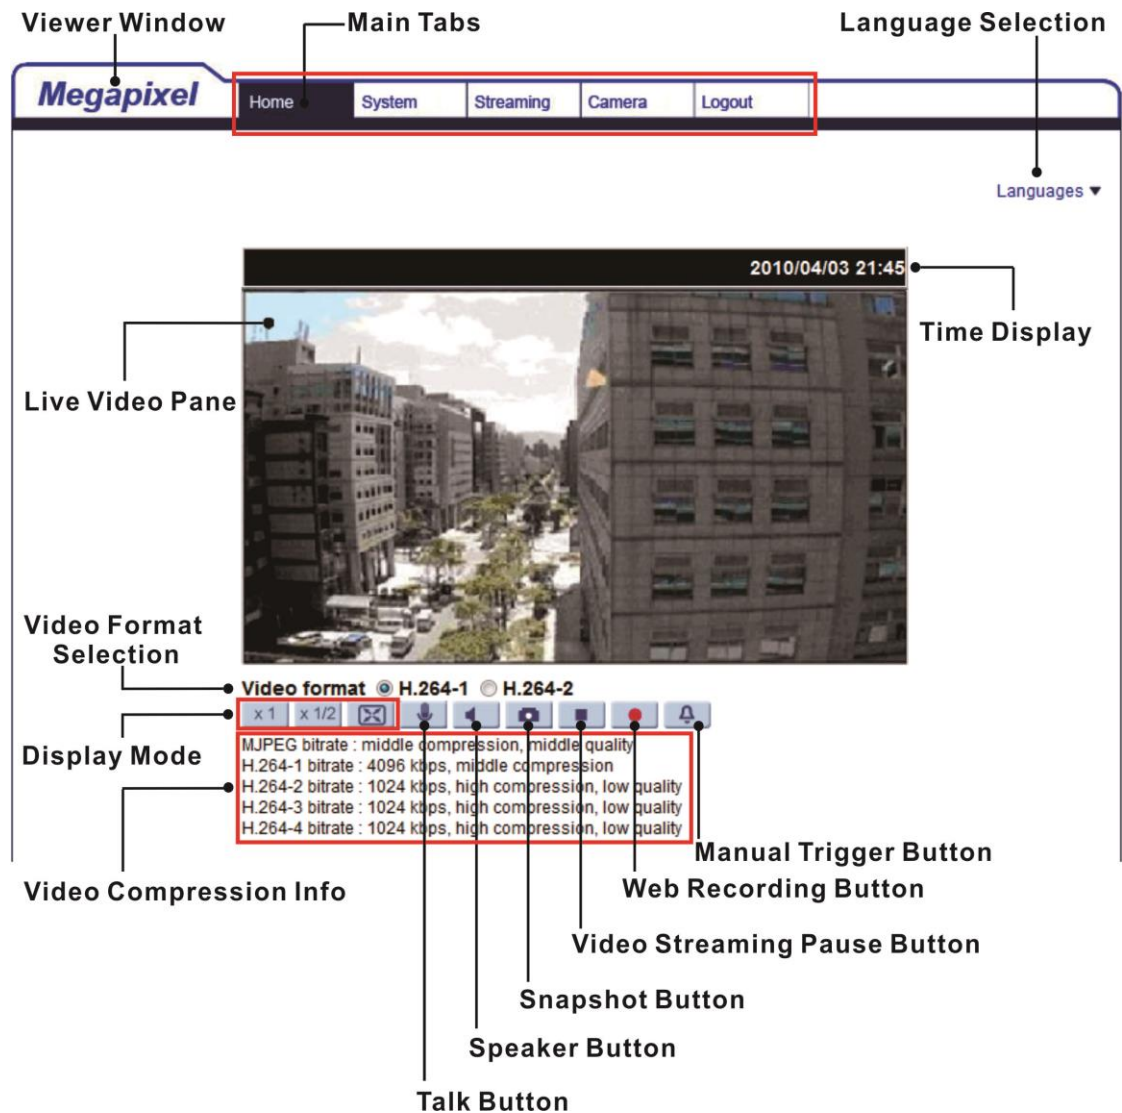 Viewer Window
Main Tabs
Language Selection
Megapixel
Home
System
Streaming
Camera
Logout
Languages ▼
2010/04/03 21:45
Time Display
Live Video Pane
Video Format
Selection
Video format H.264-1 H.264-2
x 1
x 1/2
Display Mode
MJPEG bitrate : middle compression, middle quality
H.264-1 bitrate : 4096 kbps, middle compression
H.264-2 bitrate : 1024 kbps, high compression, low quality
H.264-3 bitrate : 1024 kbps, high compression, low quality
H.264-4 bitrate : 1024 kbps, high compression, low quality
Manual Trigger Button
Video Compression Info
Web Recording Button
Video Streaming Pause Button
Snapshot Button
Speaker Button
Talk Button